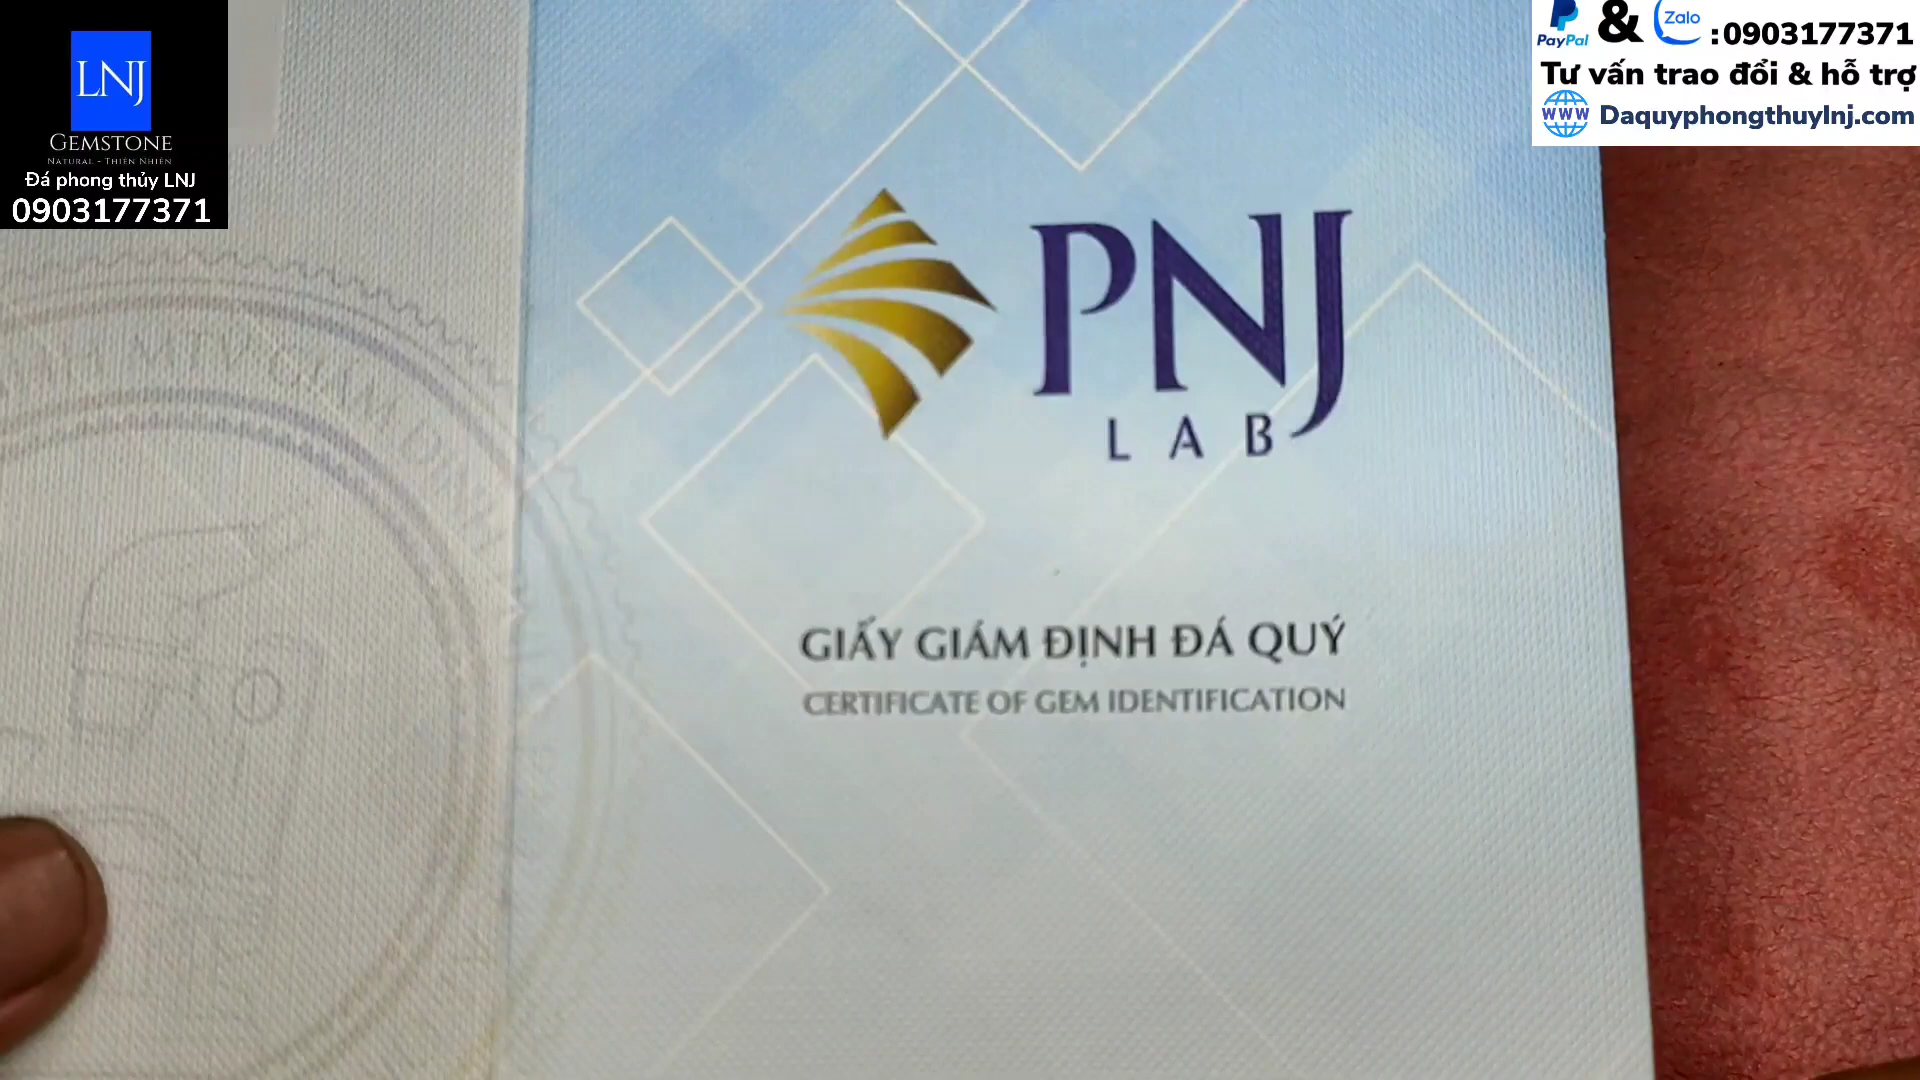 LNJ
GEMSTONE
NATURAL - THIÊN NHIÊN
Đá phong thủy LNJ
0903177371
PayPal & Zalo :0903177371
Tư vấn trao đổi & hỗ trợ
www Daquyphongthuylnj.com
PNJ
LAB
GIẤY GIÁM ĐỊNH ĐÁ QUÝ
CERTIFICATE OF GEM IDENTIFICATION